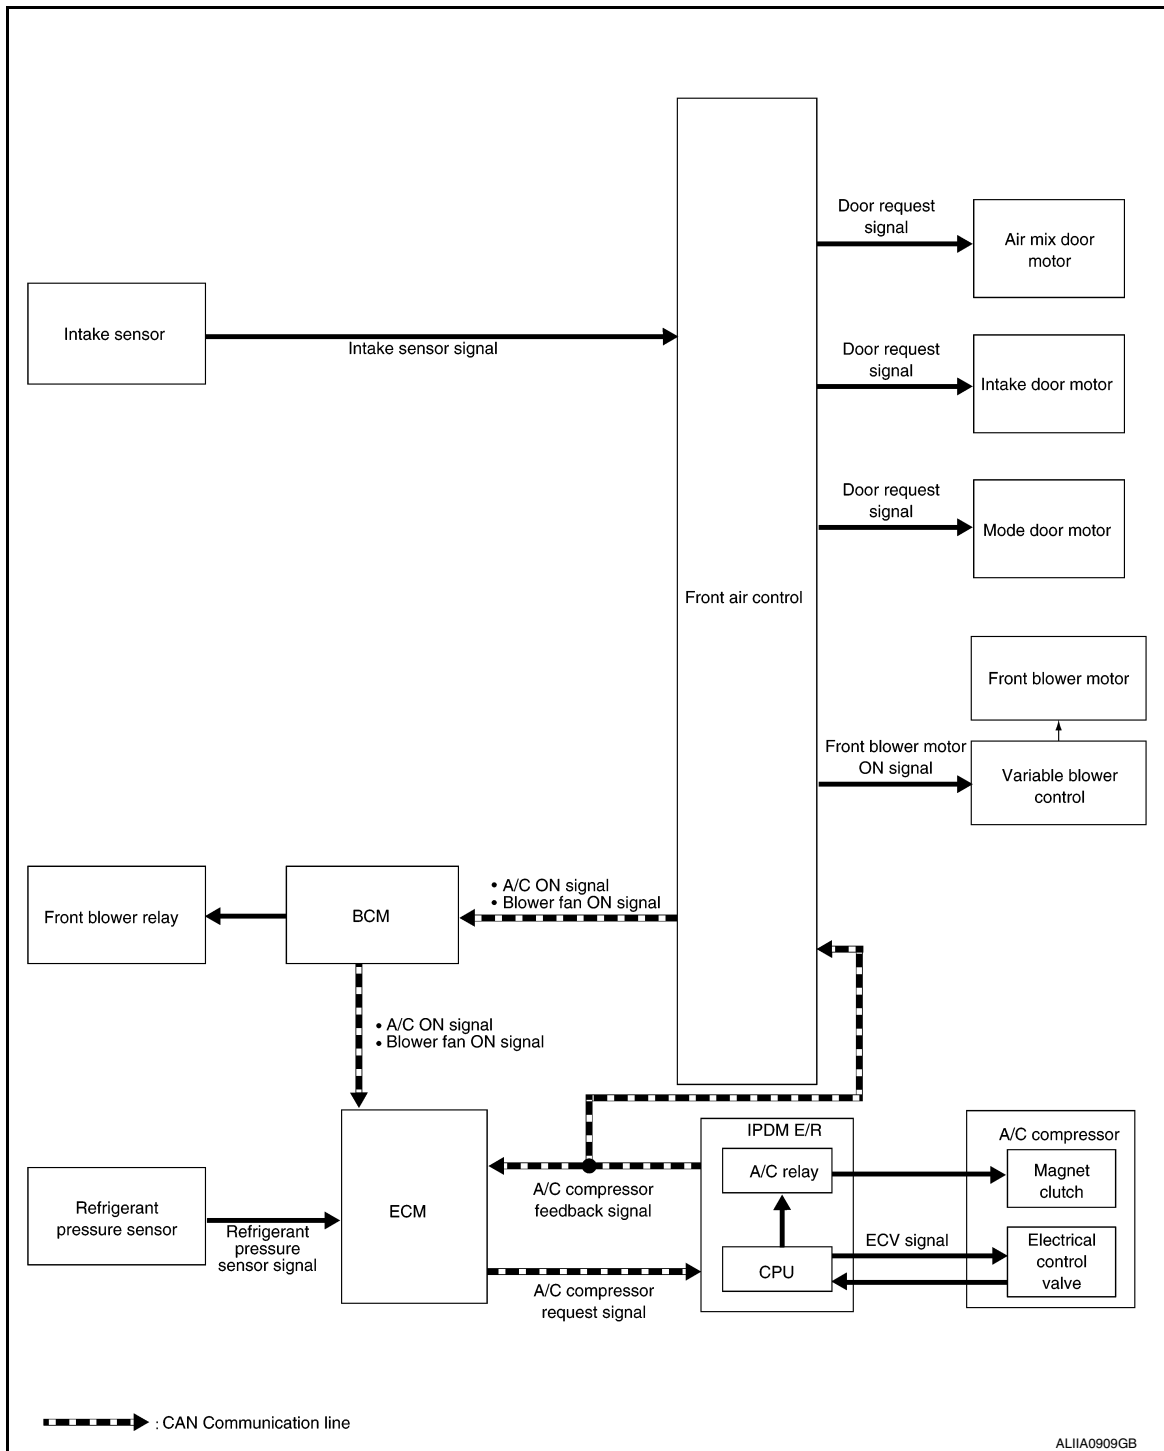 Door request
signal
Air mix door
motor
Intake sensor
Intake sensor signal
Door request
signal
Intake door motor
Door request
signal
Mode door motor
Front air control
Front blower motor
Front blower motor
ON signal
Variable blower
control
Front blower relay
BCM
• A/C ON signal
• Blower fan ON signal
• A/C ON signal
• Blower fan ON signal
IPDM E/R
A/C compressor
A/C relay
Magnet
clutch
A/C compressor
feedback signal
Refrigerant
pressure sensor
Refrigerant
pressure
sensor signal
ECM
CPU
ECV signal
Electrical
control
valve
A/C compressor
request signal
: CAN Communication line
ALIIA0909GB